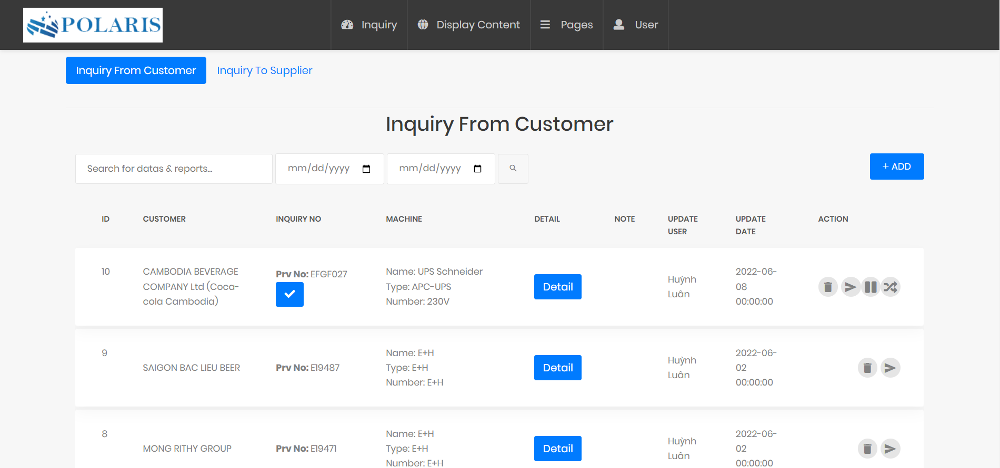 POLARIS
Inquiry
Display Content
Pages
User
Inquiry From Customer
Inquiry To Supplier
Inquiry From Customer
Search for datas & reports...
mm/dd/yyyy
mm/dd/yyyy
+ ADD
ID
CUSTOMER
INQUIRY NO
MACHINE
DETAIL
NOTE
UPDATE
USER
UPDATE
DATE
ACTION
10
CAMBODIA BEVERAGE
COMPANY Ltd (Coca-
cola Cambodia)
Prv No: EFGF027
Name: UPS Schneider
Type: APC-UPS
Number: 230V
Detail
Huỳnh
Luân
2022-06-
08
00:00:00
9
SAIGON BAC LIEU BEER
Prv No: E19487
Name: E+H
Type: E+H
Number: E+H
Detail
Huỳnh
Luân
2022-06-
02
00:00:00
8
MONG RITHY GROUP
Prv No: E19471
Name: E+H
Type: E+H
Number: E+H
Detail
Huỳnh
Luân
2022-06-
02
00:00:00